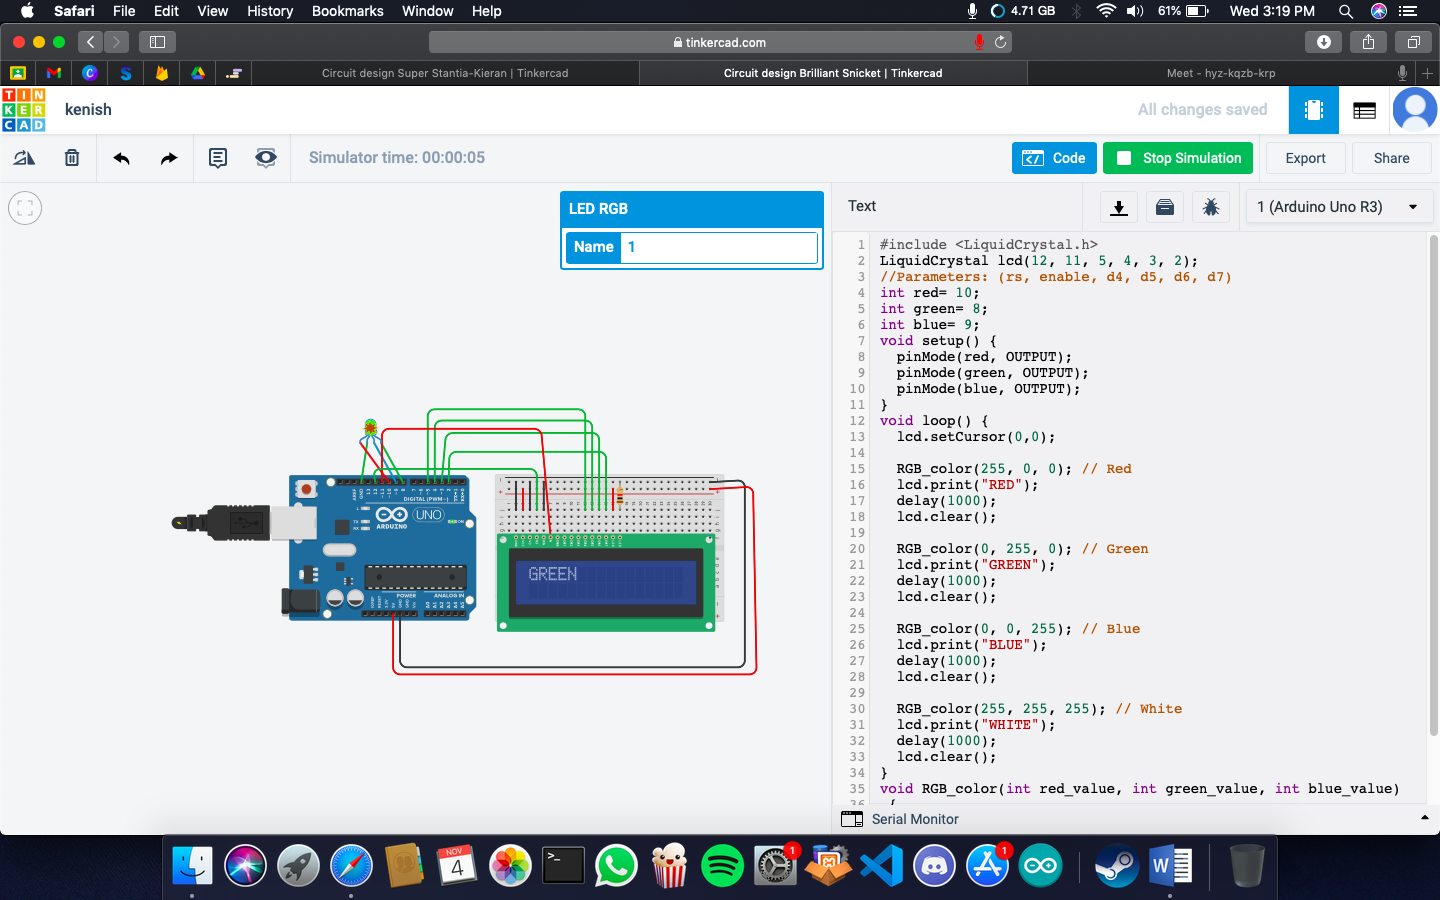 Safari File Edit View History Bookmarks Window Help 4.71 GB 61% Wed 3:19 PM
tinkercad.com
Circuit design Super Stantia-Kieran | Tinkercad Circuit design Brilliant Snicket | Tinkercad Meet - hyz-kqzb-krp
TIN
KER
CAD
kenish All changes saved
Simulator time: 00:00:05 Code Stop Simulation Export Share
LED RGB
Name 1
Text 1 (Arduino Uno R3)
1 #include <LiquidCrystal.h>
2 LiquidCrystal lcd(12, 11, 5, 4, 3, 2);
3 //Parameters: (rs, enable, d4, d5, d6, d7)
4 int red= 10;
5 int green= 8;
6 int blue= 9;
7 void setup() {
8 pinMode(red, OUTPUT);
9 pinMode(green, OUTPUT);
10 pinMode(blue, OUTPUT);
11 }
12 void loop() {
13 lcd.setCursor(0,0);
14
15 RGB_color(255, 0, 0); // Red
16 lcd.print("RED");
17 delay(1000);
18 lcd.clear();
19
20 RGB_color(0, 255, 0); // Green
21 lcd.print("GREEN");
22 delay(1000);
23 lcd.clear();
24
25 RGB_color(0, 0, 255); // Blue
26 lcd.print("BLUE");
27 delay(1000);
28 lcd.clear();
29
30 RGB_color(255, 255, 255); // White
31 lcd.print("WHITE");
32 delay(1000);
33 lcd.clear();
34 }
35 void RGB_color(int red_value, int green_value, int blue_value)
36 {
DIGITAL (PWM~)
UNO
ARDUINO
ON
TX
RX
L
POWER ANALOG IN
GREEN
Serial Monitor
NOV
4
1
1
W